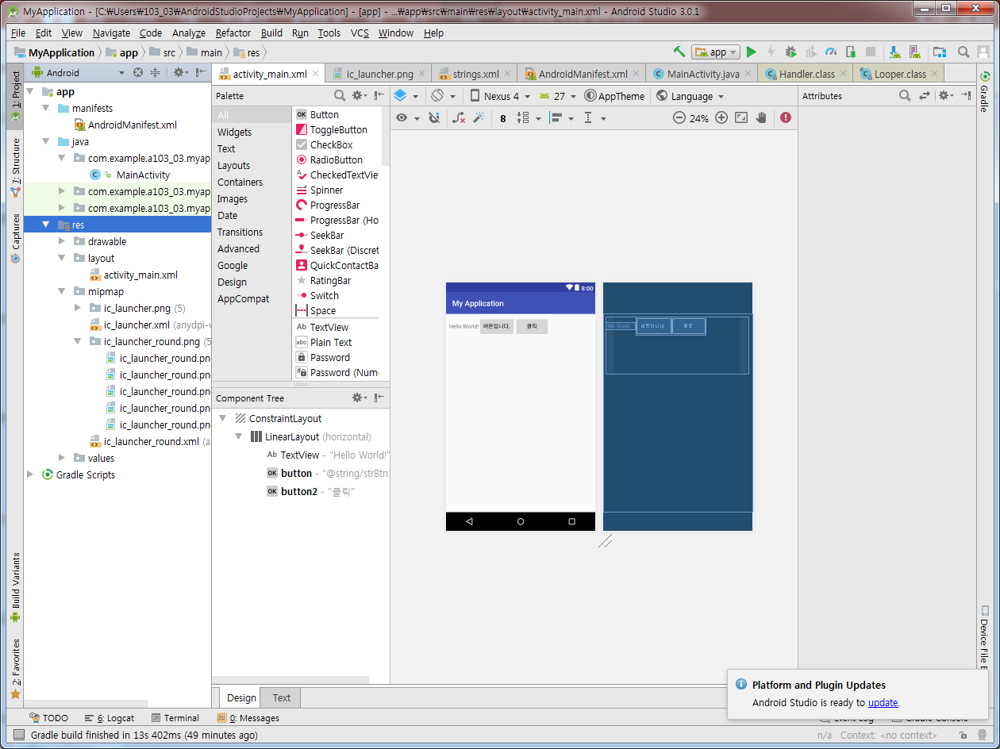 MyApplication - [C:￦Users￦103_03￦AndroidStudioProjects￦MyApplication] - [app] - ...￦app￦src￦main￦res￦layout￦activity_main.xml - Android Studio 3.0.1
File Edit View Navigate Code Analyze Refactor Build Run Tools VCS Window Help
MyApplication app src main res
app
1: Project
7: Structure
Captures
Build Variants
2: Favorites
Android
app
manifests
AndroidManifest.xml
java
com.example.a103_03.myap
MainActivity
com.example.a103_03.myap
com.example.a103_03.myap
res
drawable
layout
activity_main.xml
mipmap
ic_launcher.png (5)
ic_launcher.xml (anydpi-v
ic_launcher_round.png (5
ic_launcher_round.pn
ic_launcher_round.pn
ic_launcher_round.pn
ic_launcher_round.pn
ic_launcher_round.pn
ic_launcher_round.xml (a
values
Gradle Scripts
activity_main.xml ic_launcher.png strings.xml AndroidManifest.xml MainActivity.java Handler.class Looper.class
Palette
All
Widgets
Text
Layouts
Containers
Images
Date
Transitions
Advanced
Google
Design
AppCompat
OK Button
ToggleButton
CheckBox
RadioButton
CheckedTextVie
Spinner
ProgressBar
ProgressBar (Ho
SeekBar
SeekBar (Discret
QuickContactBa
RatingBar
Switch
Space
Ab TextView
abc Plain Text
Password
Password (Num
Component Tree
ConstraintLayout
LinearLayout (horizontal)
Ab TextView - "Hello World!"
OK button - "@string/strBtn1
OK button2 - "클릭"
Nexus 4 27 AppTheme Language
8 24%
8:00
My Application
Hello World! 버튼입니다. 클릭
Hello World! 버튼입니다. 클릭
Attributes
Gradle
Device File E
Design Text
Platform and Plugin Updates
Android Studio is ready to update.
TODO 6: Logcat Terminal 0: Messages Event Log Gradle Console
Gradle build finished in 13s 402ms (49 minutes ago) n/a Context: <no context>